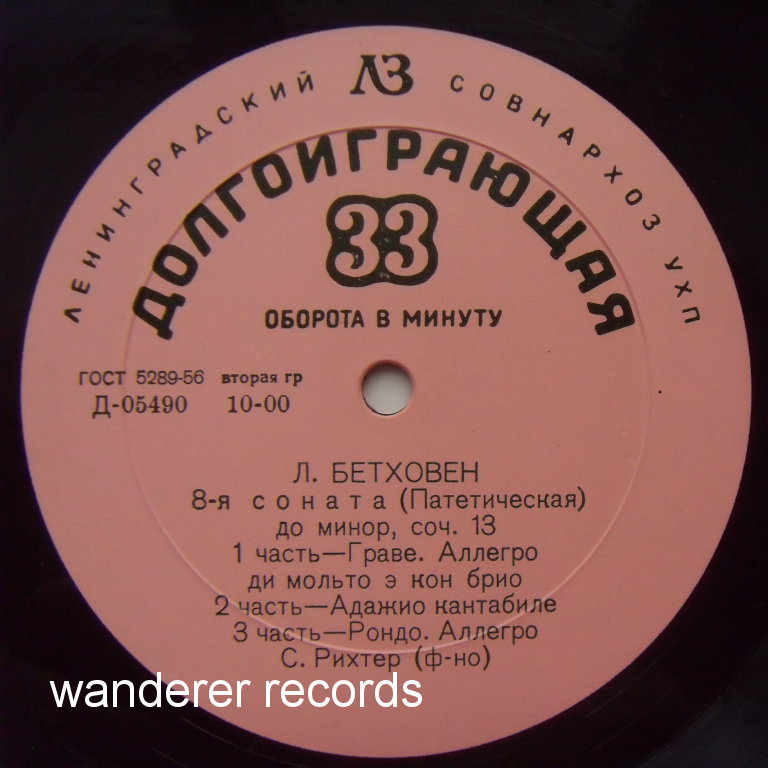 ЛЕНИНГРАДСКИЙ ЛЗ СОВНАРХОЗ УХП
ДОЛГОИГРАЮЩАЯ
33
ОБОРОТА В МИНУТУ
ГОСТ 5289-56 вторая гр
Д-05490 10-00
Л. БЕТХОВЕН
8-я соната (Патетическая)
до минор, соч. 13
1 часть—Граве. Аллегро
ди мольто э кон брио
2 часть—Адажио кантабиле
3 часть—Рондо. Аллегро
С. Рихтер (ф-но)
wanderer records